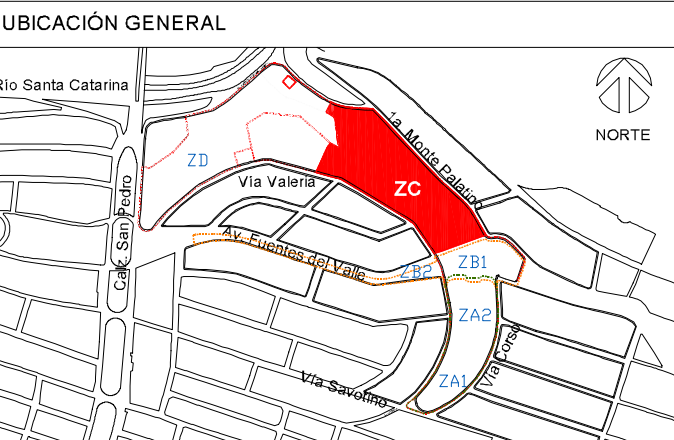 UBICACIÓN GENERAL
Río Santa Catarina
NORTE
1a. Monte Palatino
ZD
Vía Valeria
ZC
Calz. San Pedro
Av. Fuentes del Valle
ZB2
ZB1
ZA2
Vía Corso
ZA1
Vía Savotino